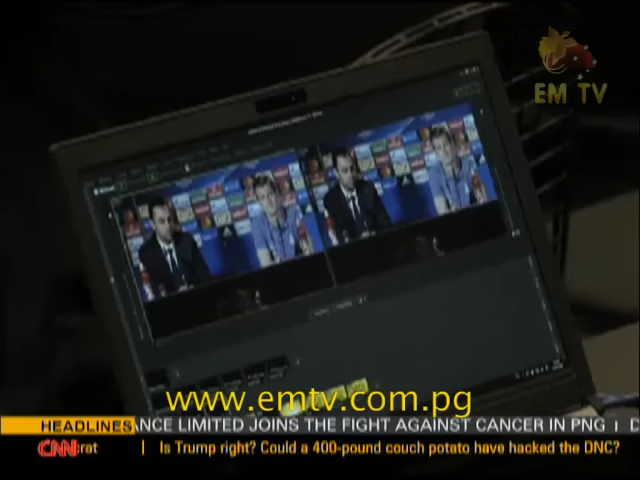 EM TV
www.emtv.com.pg
HEADLINES ANCE LIMITED JOINS THE FIGHT AGAINST CANCER IN PNG | D
CNN rat | Is Trump right? Could a 400-pound couch potato have hacked the DNC?